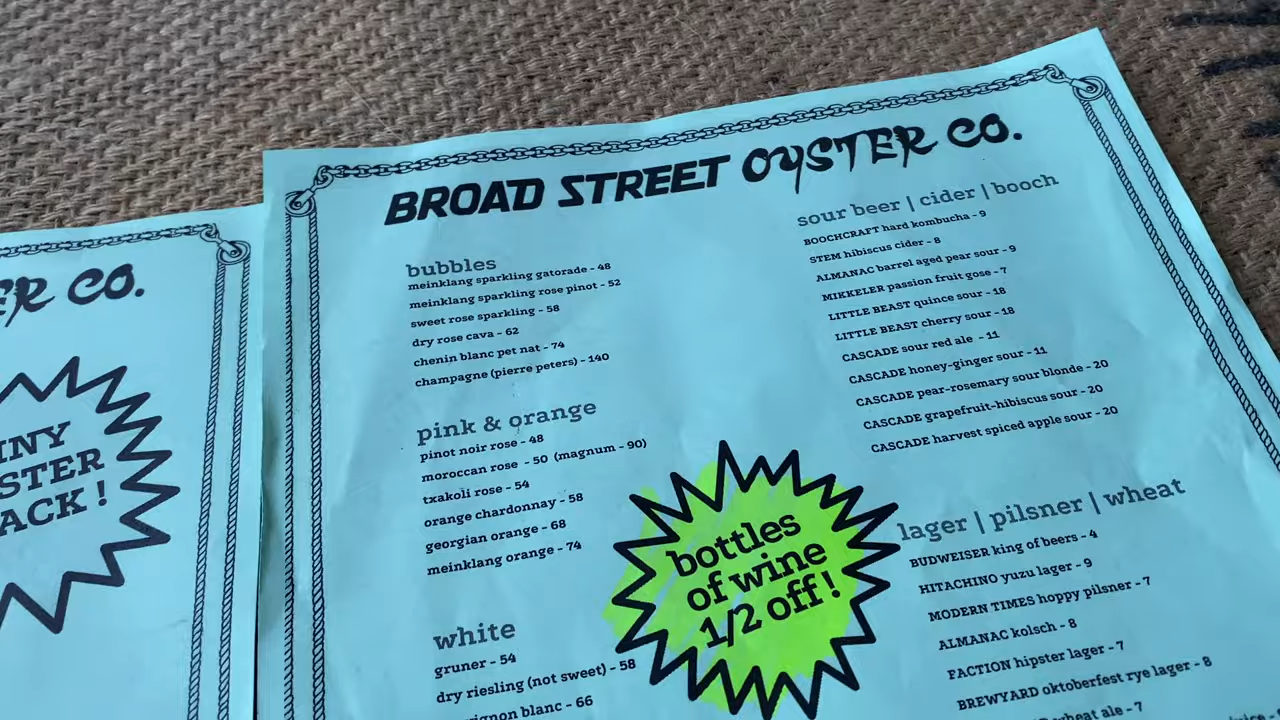 ER CO.
STER
ACK!
BROAD STREET OYSTER CO.
bubbles
meinklang sparkling gatorade - 48
meinklang sparkling rose pinot - 52
sweet rose sparkling - 58
dry rose cava - 62
chenin blanc pet nat - 74
champagne (pierre peters) - 140
pink & orange
pinot noir rose - 48
moroccan rose - 50 (magnum - 90)
txakoli rose - 54
orange chardonnay - 58
georgian orange - 68
meinklang orange - 74
white
gruner - 54
dry riesling (not sweet) - 58
vignon blanc - 66
bottles
of wine
1/2 off!
sour beer | cider | booch
BOOCHCRAFT hard kombucha - 9
STEM hibiscus cider - 8
ALMANAC barrel aged pear sour - 9
MIKKELER passion fruit gose - 7
LITTLE BEAST quince sour - 18
LITTLE BEAST cherry sour - 18
CASCADE sour red ale - 11
CASCADE honey-ginger sour - 11
CASCADE pear-rosemary sour blonde - 20
CASCADE grapefruit-hibiscus sour - 20
CASCADE harvest spiced apple sour - 20
lager | pilsner | wheat
BUDWEISER king of beers - 4
HITACHINO yuzu lager - 9
MODERN TIMES hoppy pilsner - 7
ALMANAC kolsch - 8
FACTION hipster lager - 7
BREWYARD oktoberfest rye lager - 8
wheat ale - 7